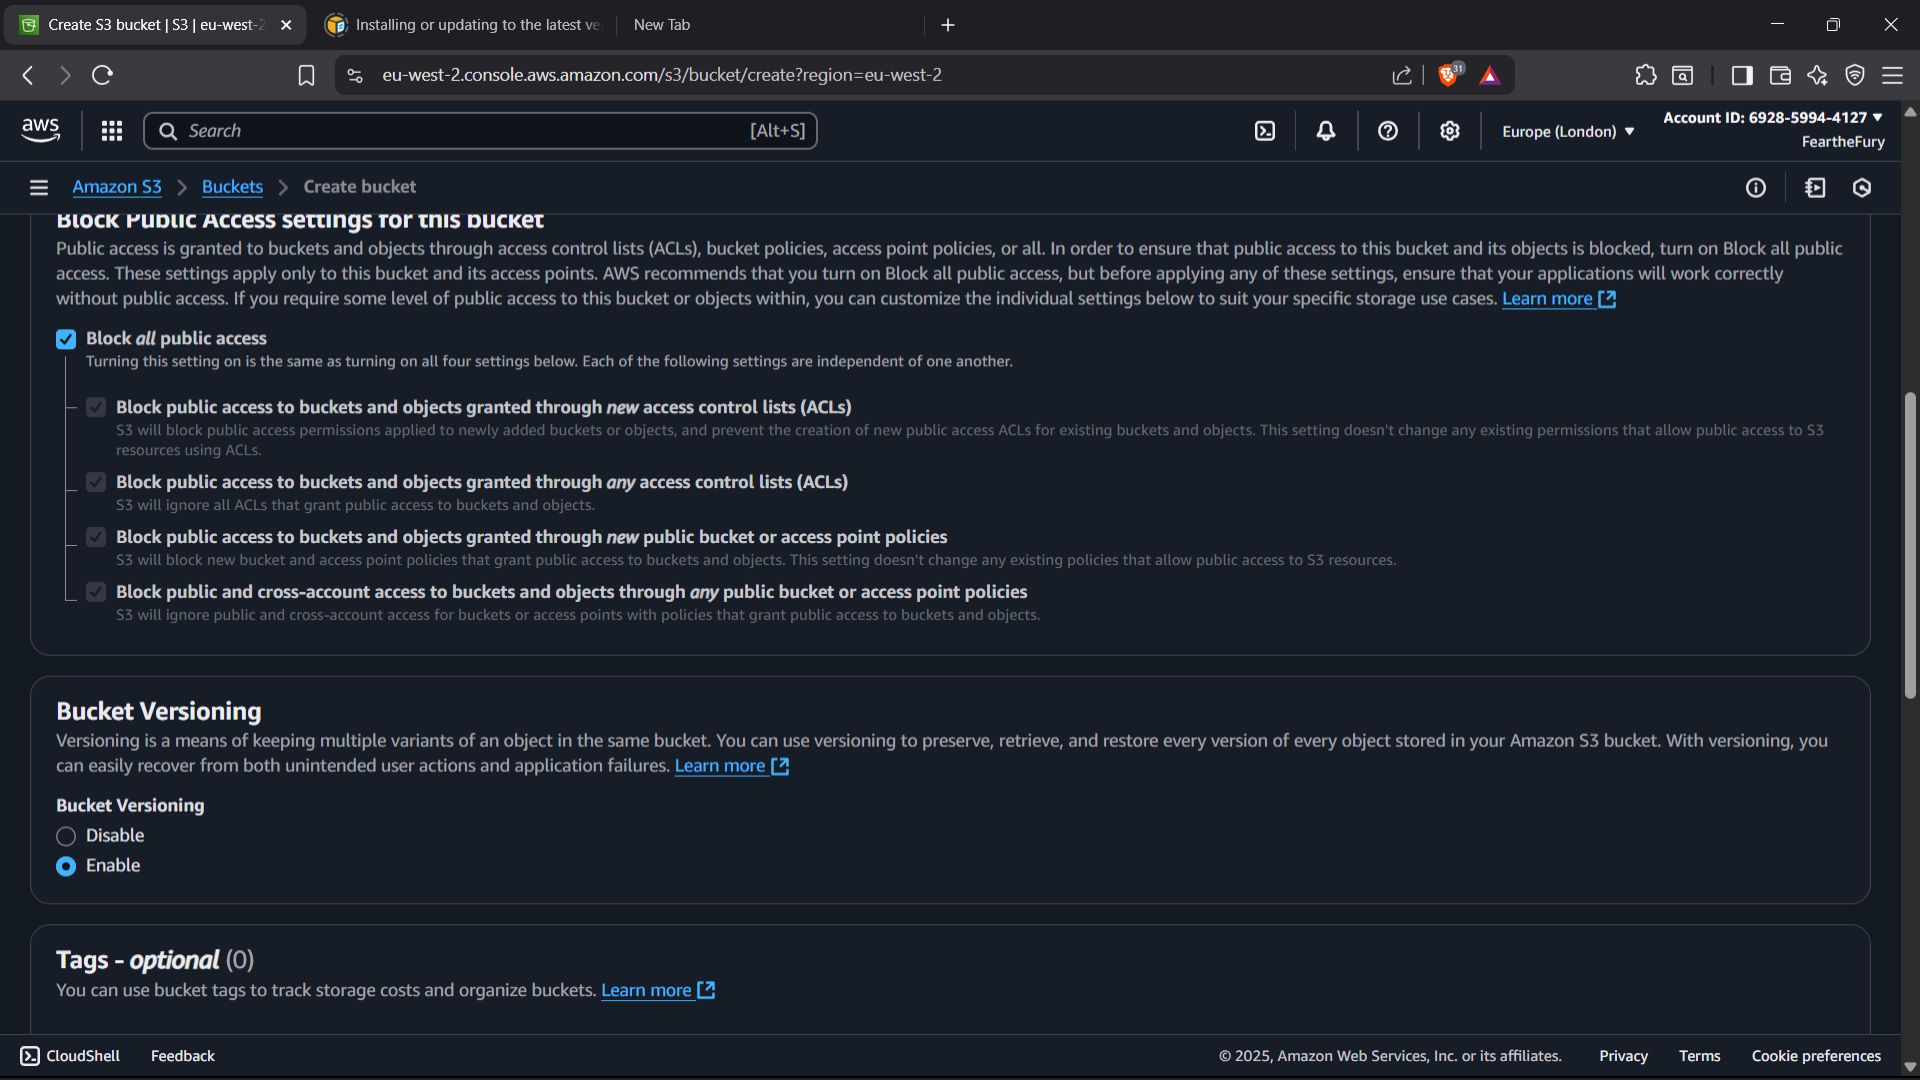 Create S3 bucket | S3 | eu-west-2
Installing or updating to the latest ve
New Tab
eu-west-2.console.aws.amazon.com/s3/bucket/create?region=eu-west-2
31
aws
Search
[Alt+S]
Europe (London)
Account ID: 6928-5994-4127
FeartheFury
Amazon S3
Buckets
Create bucket
Block Public Access settings for this bucket
Public access is granted to buckets and objects through access control lists (ACLs), bucket policies, access point policies, or all. In order to ensure that public access to this bucket and its objects is blocked, turn on Block all public
access. These settings apply only to this bucket and its access points. AWS recommends that you turn on Block all public access, but before applying any of these settings, ensure that your applications will work correctly
without public access. If you require some level of public access to this bucket or objects within, you can customize the individual settings below to suit your specific storage use cases. Learn more
Block all public access
Turning this setting on is the same as turning on all four settings below. Each of the following settings are independent of one another.
Block public access to buckets and objects granted through new access control lists (ACLs)
S3 will block public access permissions applied to newly added buckets or objects, and prevent the creation of new public access ACLs for existing buckets and objects. This setting doesn't change any existing permissions that allow public access to S3
resources using ACLs.
Block public access to buckets and objects granted through any access control lists (ACLs)
S3 will ignore all ACLs that grant public access to buckets and objects.
Block public access to buckets and objects granted through new public bucket or access point policies
S3 will block new bucket and access point policies that grant public access to buckets and objects. This setting doesn't change any existing policies that allow public access to S3 resources.
Block public and cross-account access to buckets and objects through any public bucket or access point policies
S3 will ignore public and cross-account access for buckets or access points with policies that grant public access to buckets and objects.
Bucket Versioning
Versioning is a means of keeping multiple variants of an object in the same bucket. You can use versioning to preserve, retrieve, and restore every version of every object stored in your Amazon S3 bucket. With versioning, you
can easily recover from both unintended user actions and application failures. Learn more
Bucket Versioning
Disable
Enable
Tags - optional (0)
You can use bucket tags to track storage costs and organize buckets. Learn more
CloudShell
Feedback
© 2025, Amazon Web Services, Inc. or its affiliates.
Privacy
Terms
Cookie preferences